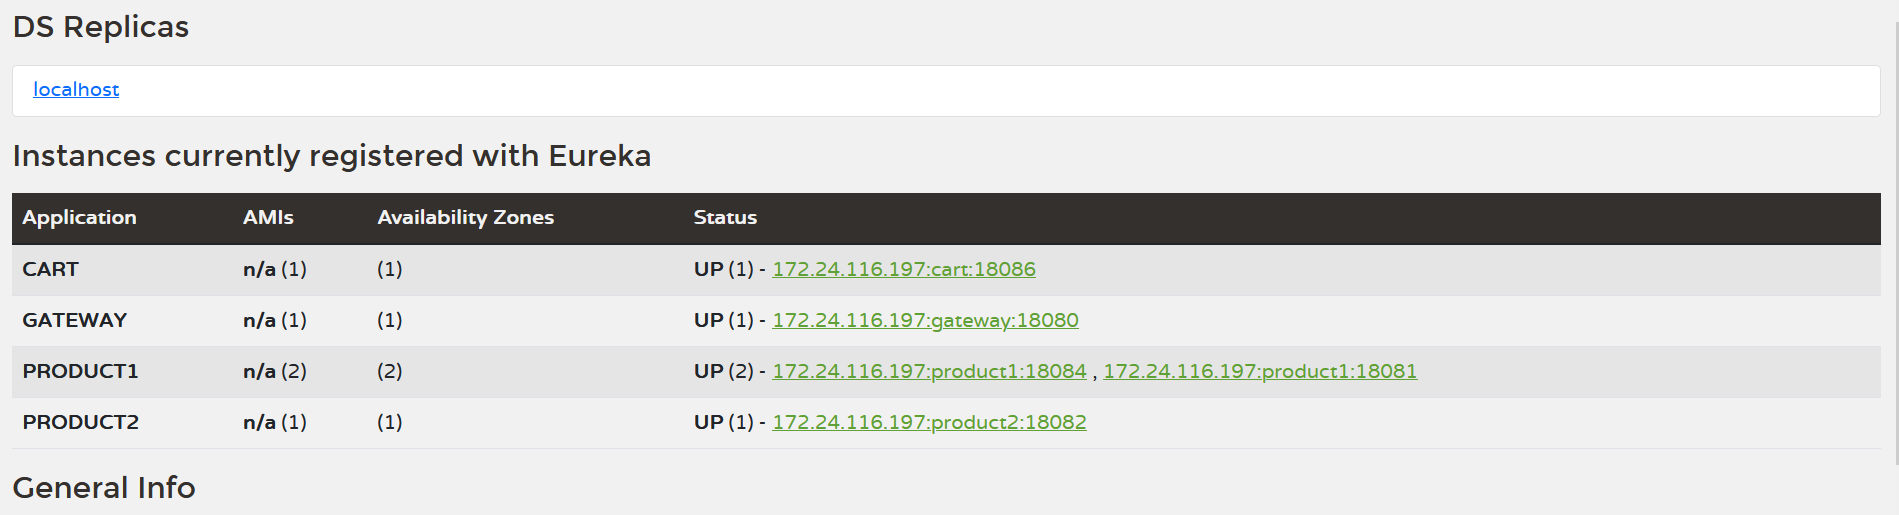 DS Replicas
localhost
Instances currently registered with Eureka
Application AMIs Availability Zones Status
CART n/a (1) (1) UP (1) - 172.24.116.197:cart:18086
GATEWAY n/a (1) (1) UP (1) - 172.24.116.197:gateway:18080
PRODUCT1 n/a (2) (2) UP (2) - 172.24.116.197:product1:18084 , 172.24.116.197:product1:18081
PRODUCT2 n/a (1) (1) UP (1) - 172.24.116.197:product2:18082
General Info